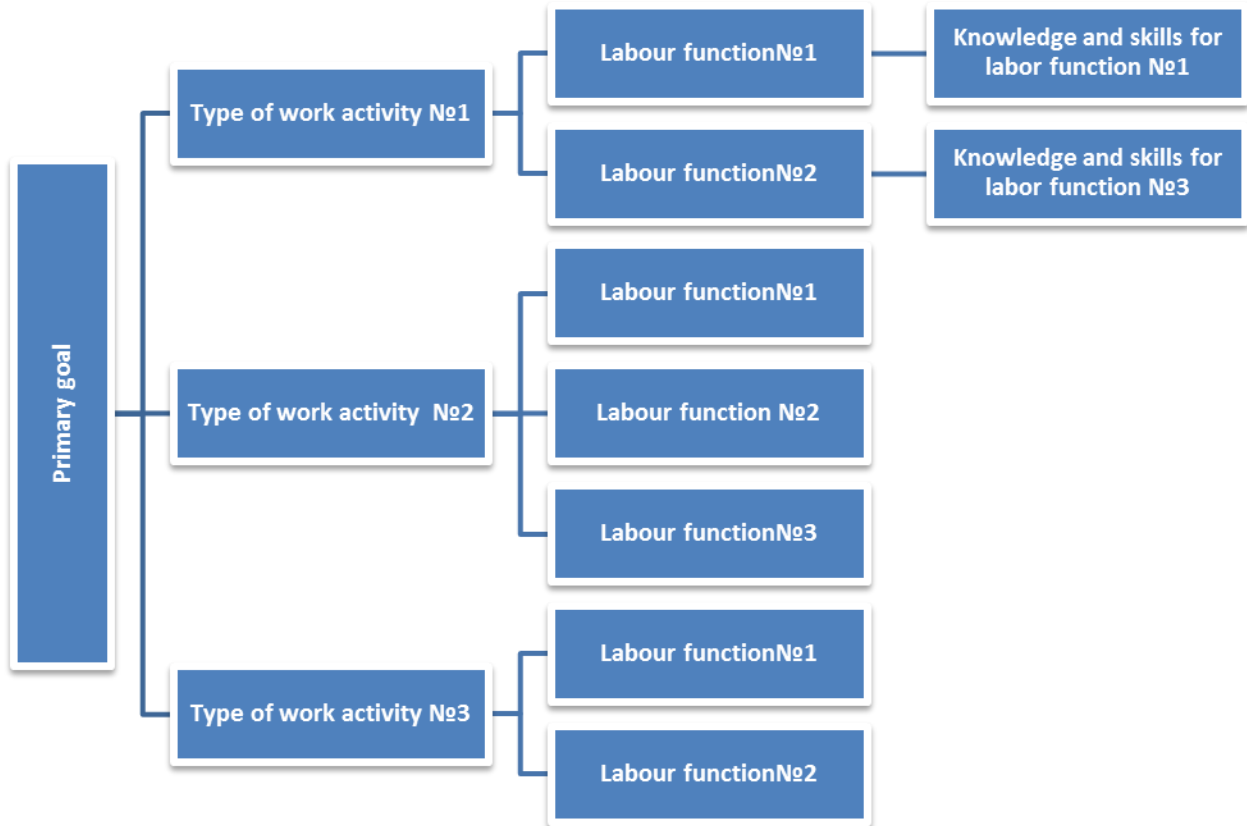 Primary goal
Type of work activity №1
Labour function№1
Knowledge and skills for
labor function №1
Labour function№2
Knowledge and skills for
labor function №3
Type of work activity  №2
Labour function№1
Labour function №2
Labour function№3
Type of work activity №3
Labour function№1
Labour function№2